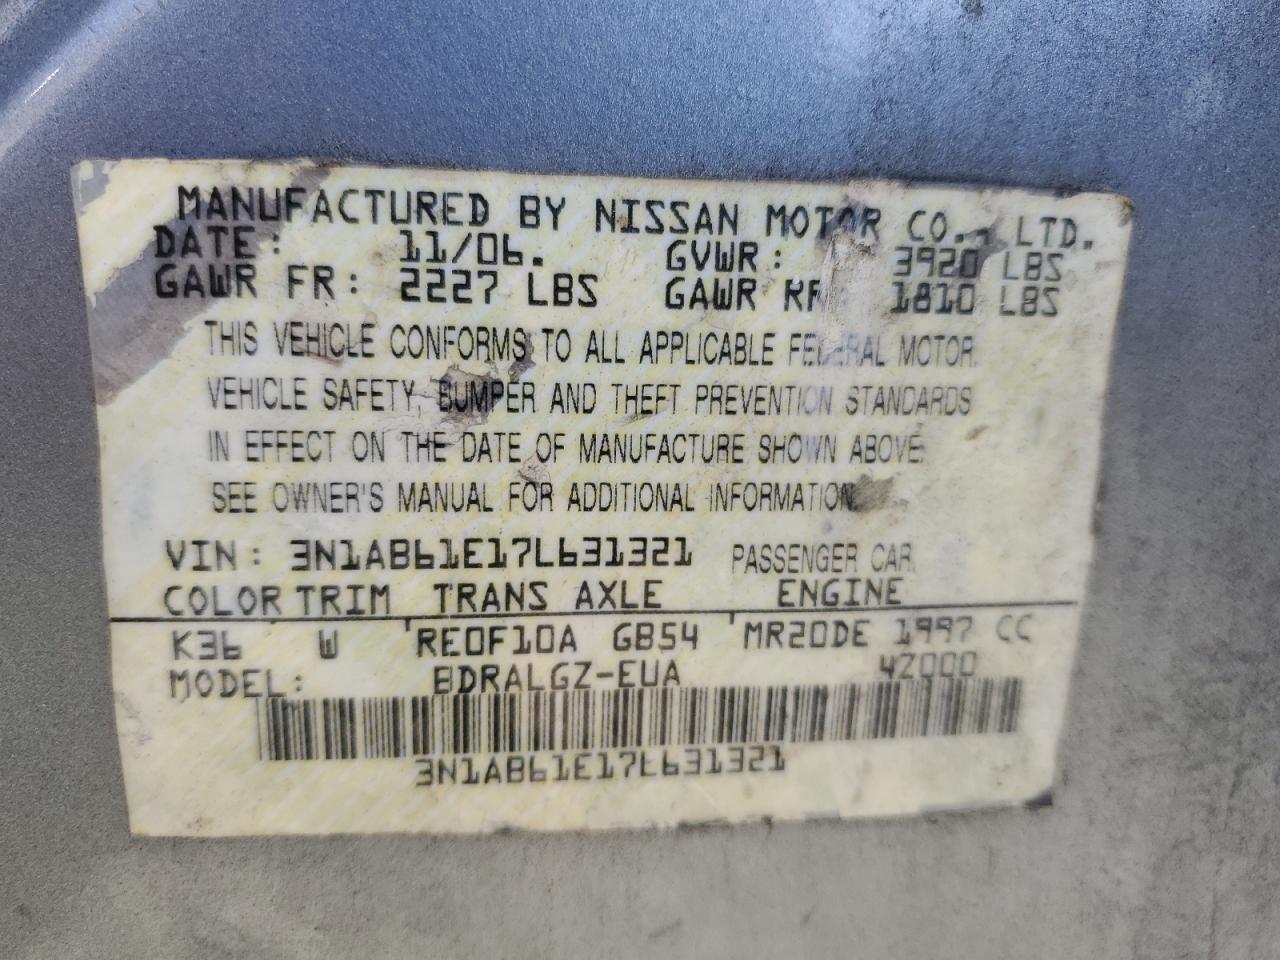 MANUFACTURED BY NISSAN MOTOR CO., LTD.
DATE: 11/06. GVWR: 3920 LBS
GAWR FR: 2227 LBS GAWR RR: 1810 LBS
THIS VEHICLE CONFORMS TO ALL APPLICABLE FEDERAL MOTOR
VEHICLE SAFETY, BUMPER AND THEFT PREVENTION STANDARDS
IN EFFECT ON THE DATE OF MANUFACTURE SHOWN ABOVE.
SEE OWNER'S MANUAL FOR ADDITIONAL INFORMATION.
VIN: 3N1AB61E17L631321 PASSENGER CAR
COLOR TRIM TRANS AXLE ENGINE
K36 W RE0F10A GB54 MR20DE 1997 CC
MODEL: BDRALGZ-EUA 4Z000
3N1AB61E17L631321